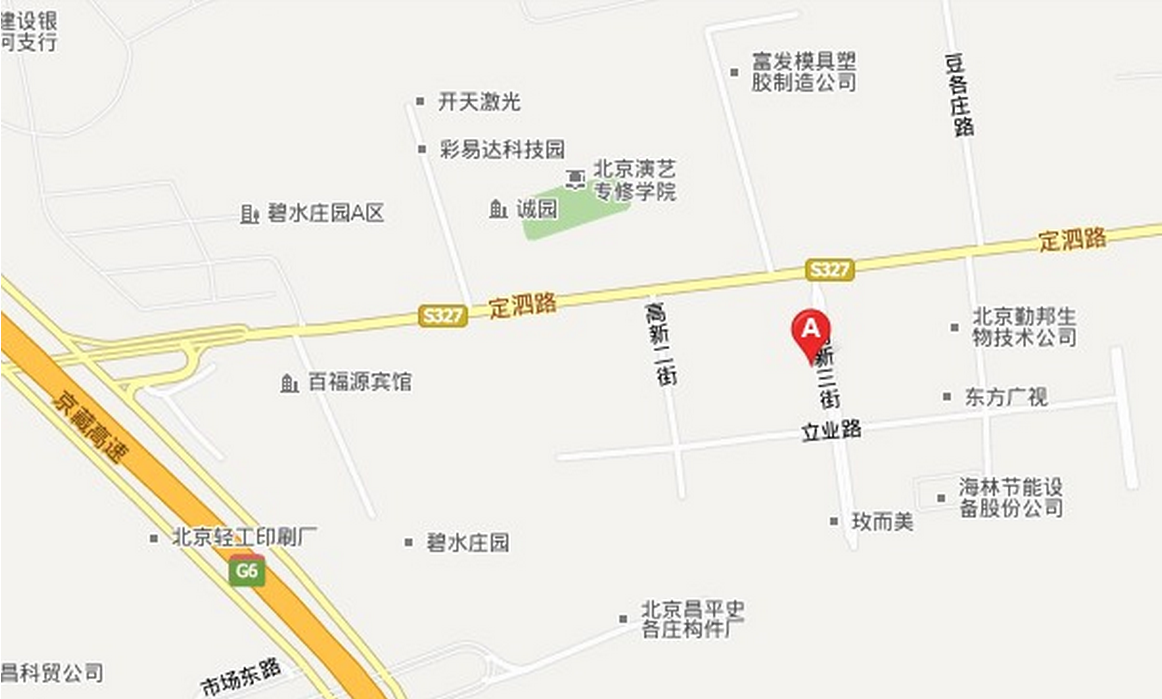 建设银
河支行
富发模具塑
胶制造公司
豆各庄路
开天激光
彩易达科技园
北京演艺
专修学院
诚园
碧水庄园A区
定泗路
S327
S327
定泗路
高新二街
A
新三街
北京勤邦生
物技术公司
百福源宾馆
东方广视
京藏高速
立业路
海林节能设
备股份公司
玫而美
北京轻工印刷厂
碧水庄园
G6
北京昌平史
各庄构件厂
昌科贸公司
市场东路